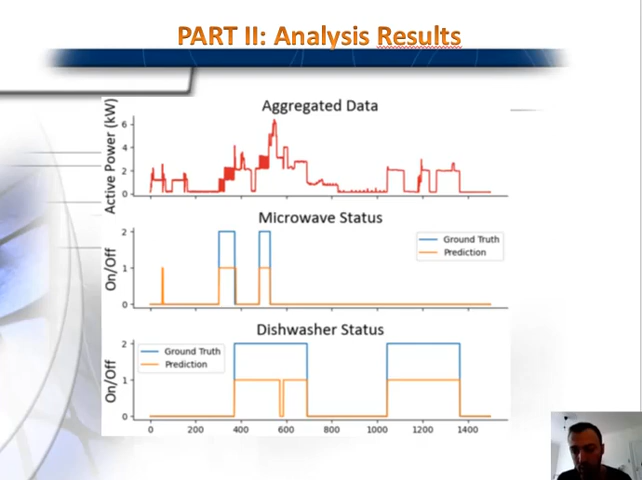 PART II: Analysis Results
Aggregated Data
Active Power (kW)
6
4
2
0
Microwave Status
On/Off
2
1
0
Ground Truth
Prediction
Dishwasher Status
On/Off
2
1
0
Ground Truth
Prediction
0 200 400 600 800 1000 1200 1400